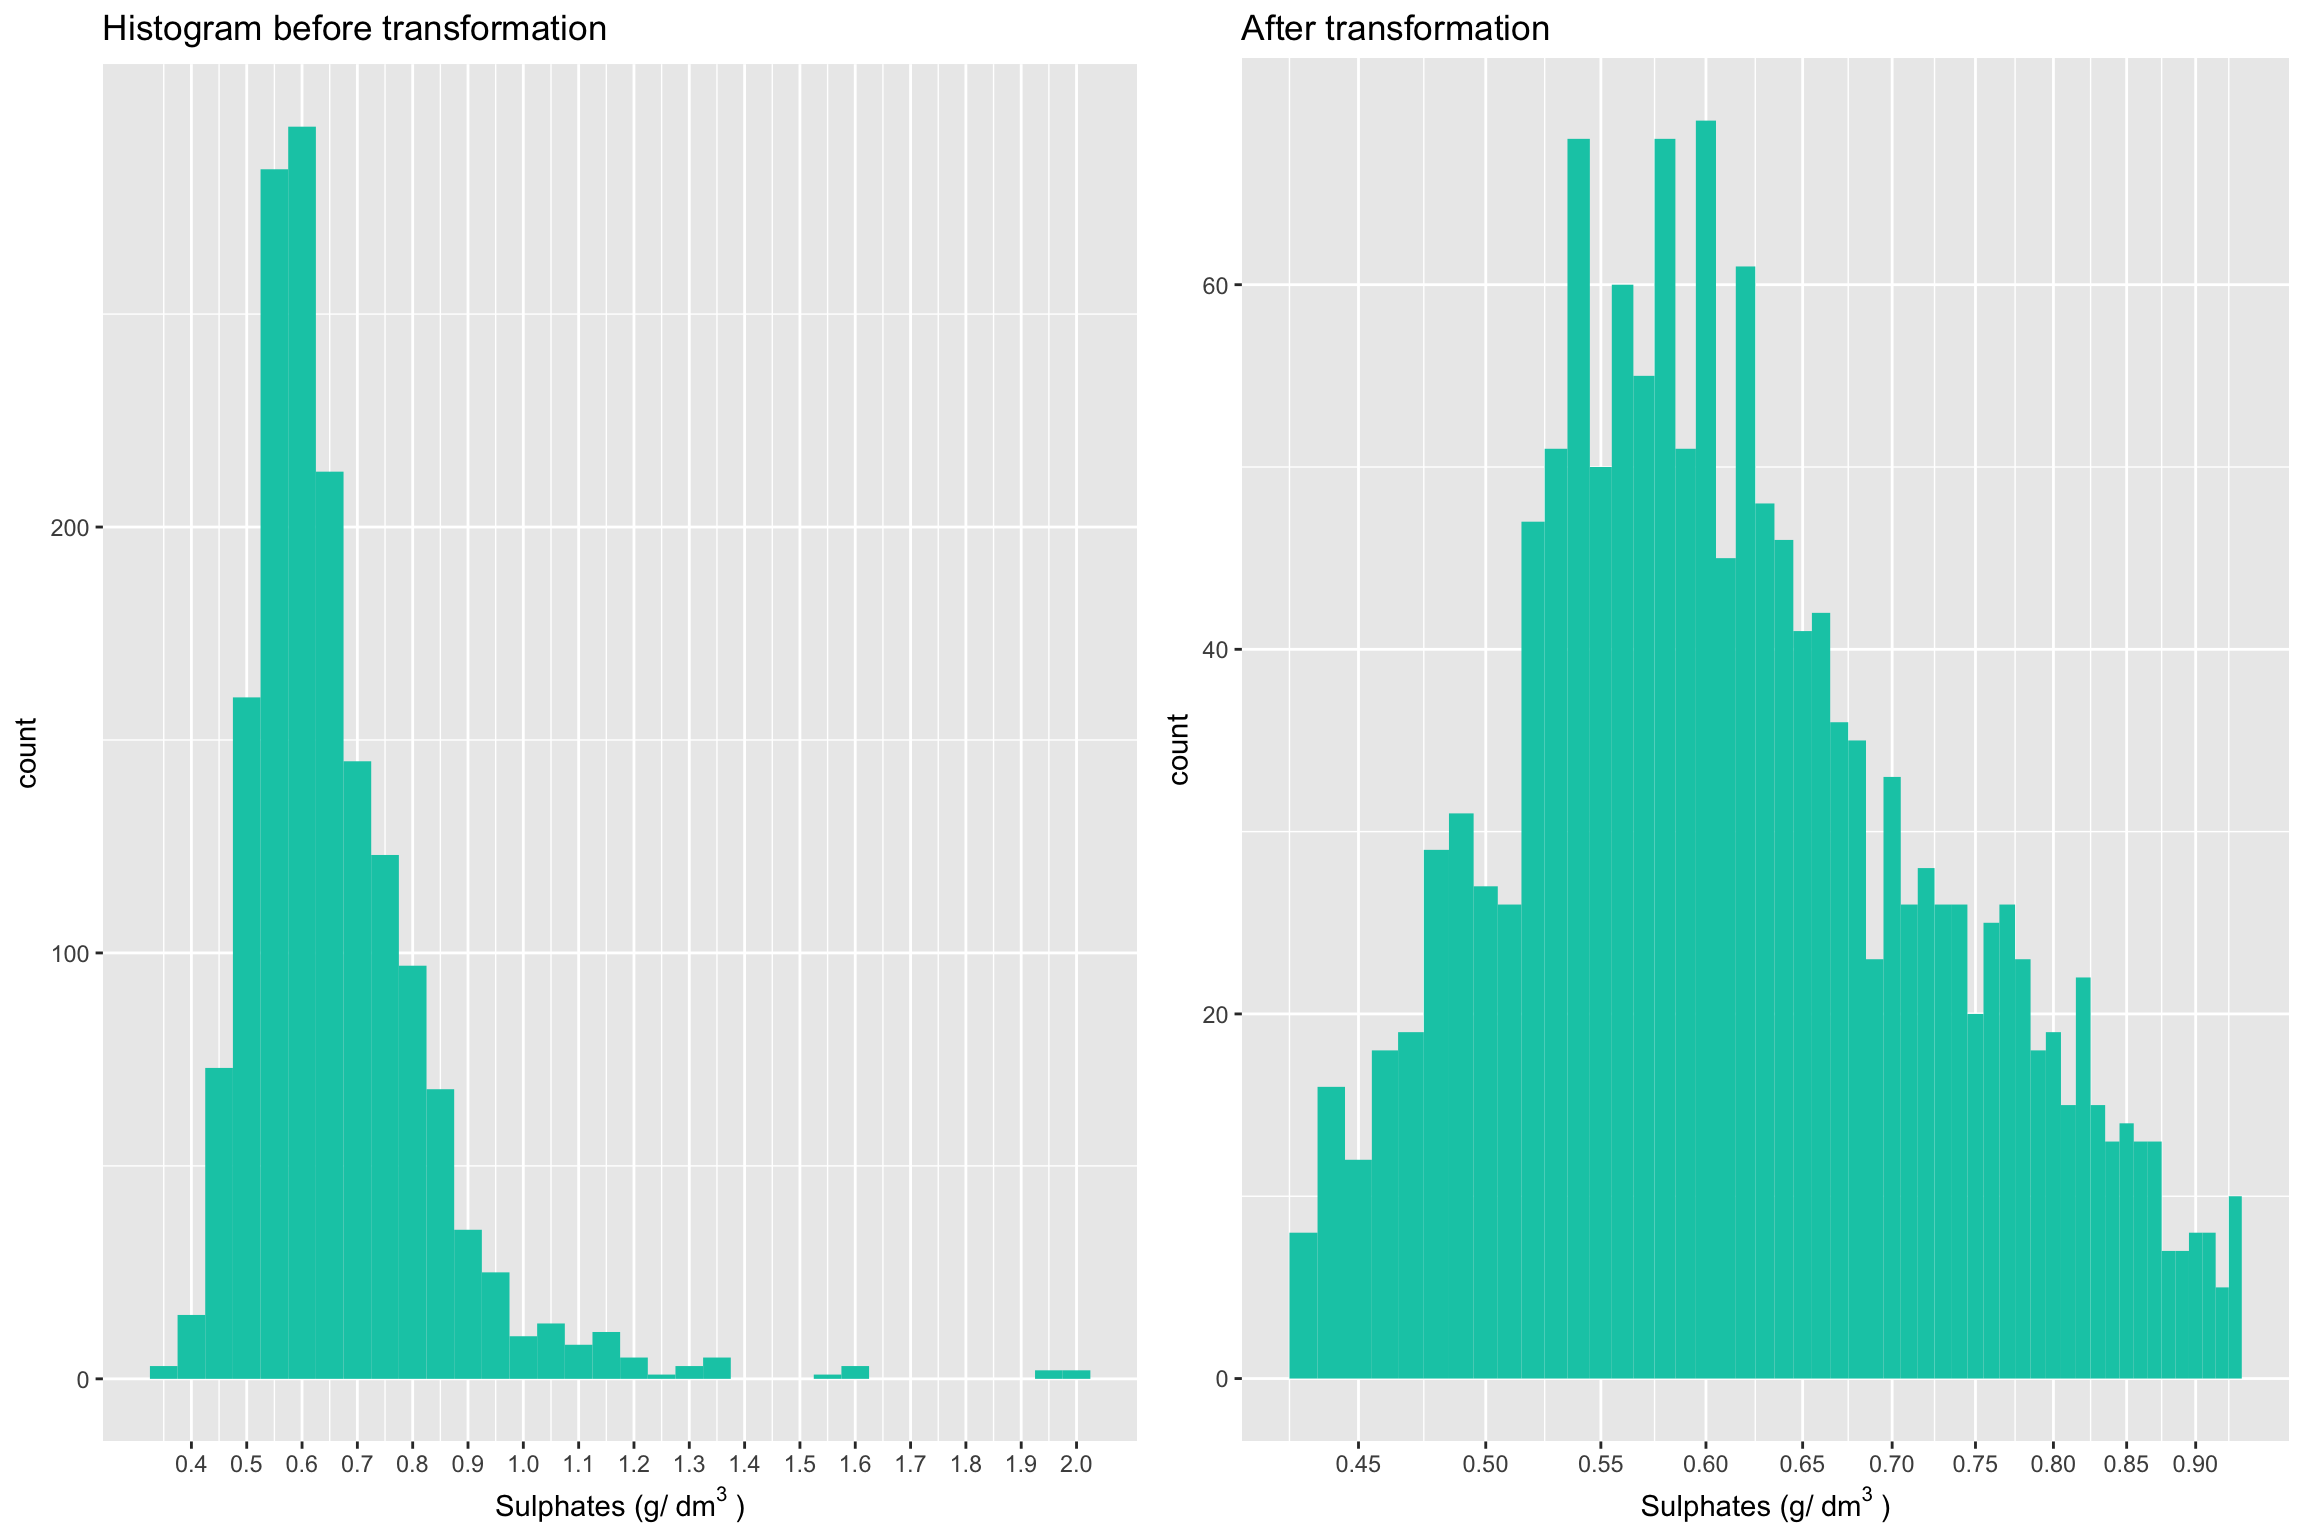 Histogram before transformation
count
200
100
0
0.4 0.5 0.6 0.7 0.8 0.9 1.0 1.1 1.2 1.3 1.4 1.5 1.6 1.7 1.8 1.9 2.0
Sulphates (g/ dm³ )
After transformation
count
60
40
20
0
0.45 0.50 0.55 0.60 0.65 0.70 0.75 0.80 0.85 0.90
Sulphates (g/ dm³ )